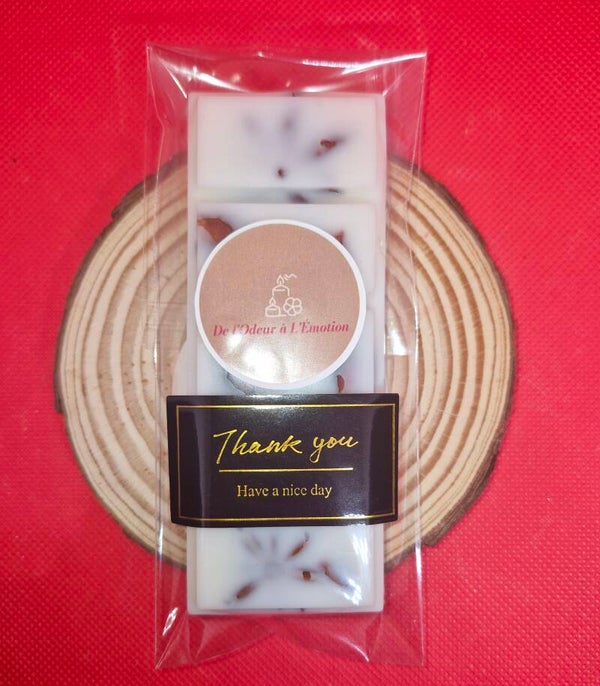 De l'Odeur à L'Émotion
Thank you
Have a nice day